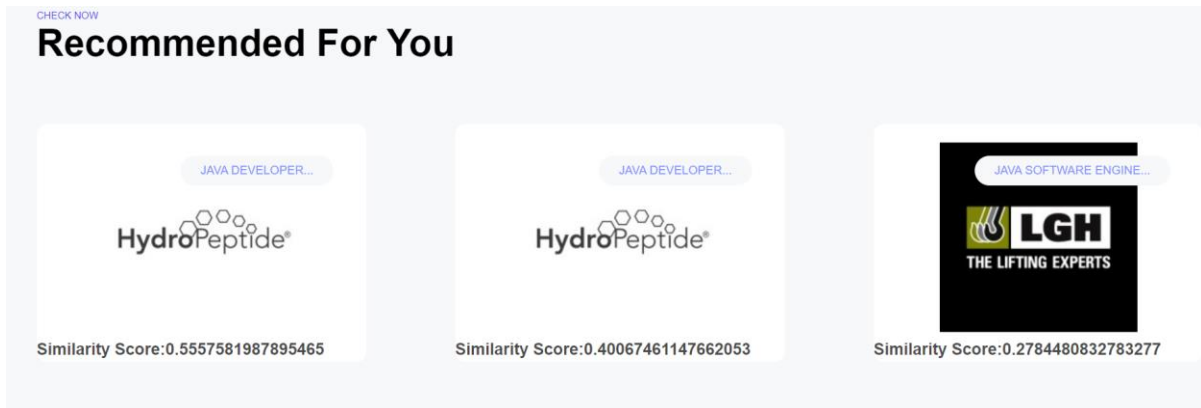 CHECK NOW
Recommended For You
JAVA DEVELOPER...
HydroPeptide®
Similarity Score:0.5557581987895465
JAVA DEVELOPER...
HydroPeptide®
Similarity Score:0.40067461147662053
JAVA SOFTWARE ENGINE...
LGH
THE LIFTING EXPERTS
Similarity Score:0.2784480832783277